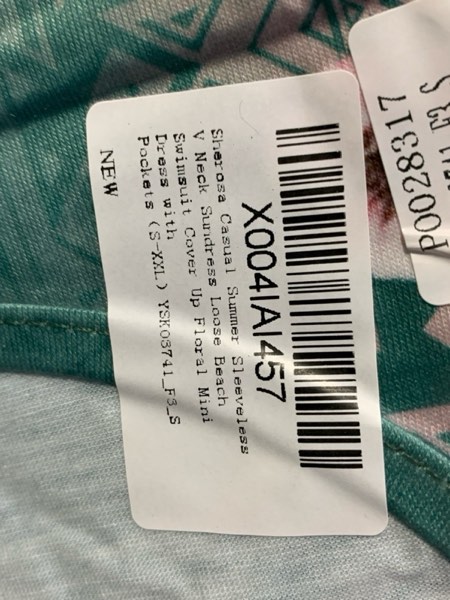 X004IAI457
Sherosa Casual Summer Sleeveless
V Neck Sundress Loose Beach
Swimsuit Cover Up Floral Mini
Dress with
Pockets (S-XXL) YSK03741_F3_S
NEW
P0028317
S